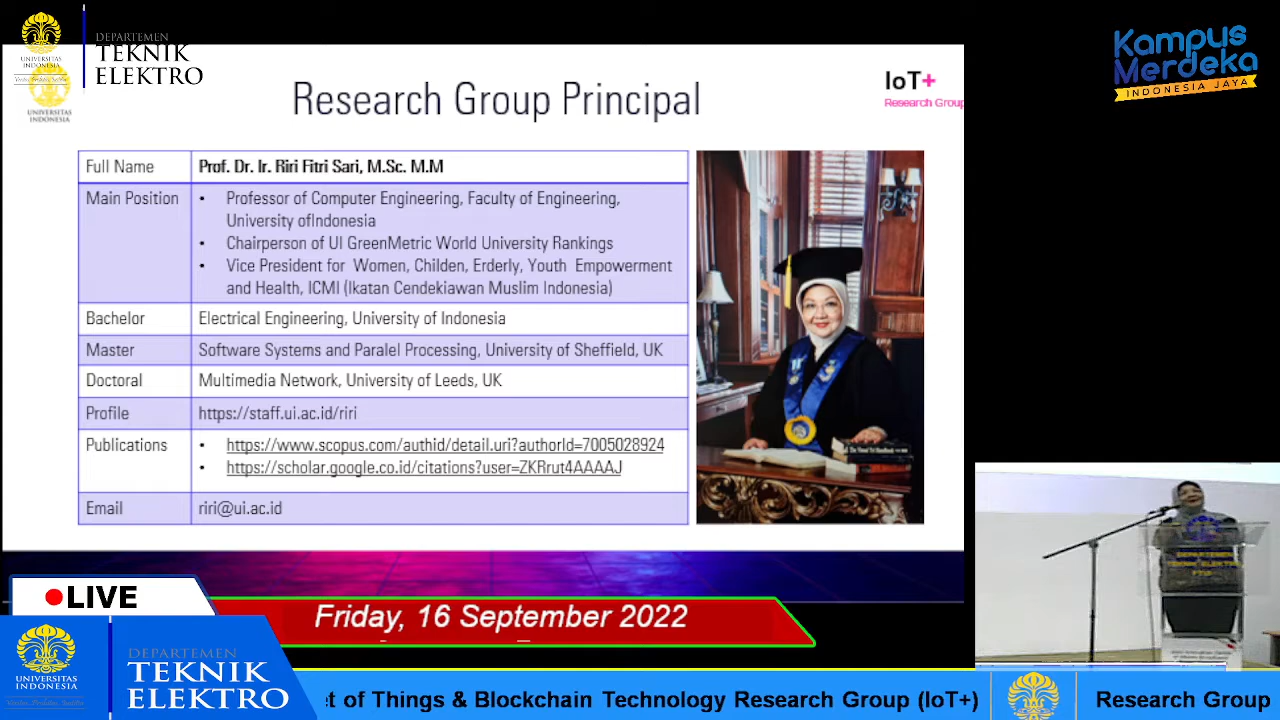 UNIVERSITAS
INDONESIA
DEPARTEMEN
TEKNIK
ELEKTRO
UNIVERSITAS
INDONESIA
Kampus
Merdeka
INDONESIA JAYA
Research Group Principal
IoT+
Research Group
Full Name
Prof. Dr. Ir. Riri Fitri Sari, M.Sc. M.M
Main Position
• Professor of Computer Engineering, Faculty of Engineering,
University ofIndonesia
• Chairperson of UI GreenMetric World University Rankings
• Vice President for Women, Childen, Erderly, Youth Empowerment
and Health, ICMI (Ikatan Cendekiawan Muslim Indonesia)
Bachelor
Electrical Engineering, University of Indonesia
Master
Software Systems and Paralel Processing, University of Sheffield, UK
Doctoral
Multimedia Network, University of Leeds, UK
Profile
https://staff.ui.ac.id/riri
Publications
• https://www.scopus.com/authid/detail.uri?authorId=7005028924
• https://scholar.google.co.id/citations?user=ZKRrut4AAAAJ
Email
riri@ui.ac.id
DEPARTEMEN
TEKNIK ELEKTRO
FTUI
LIVE
Friday, 16 September 2022
UNIVERSITAS
INDONESIA
DEPARTEMEN
TEKNIK
ELEKTRO
et of Things & Blockchain Technology Research Group (IoT+)
Research Group